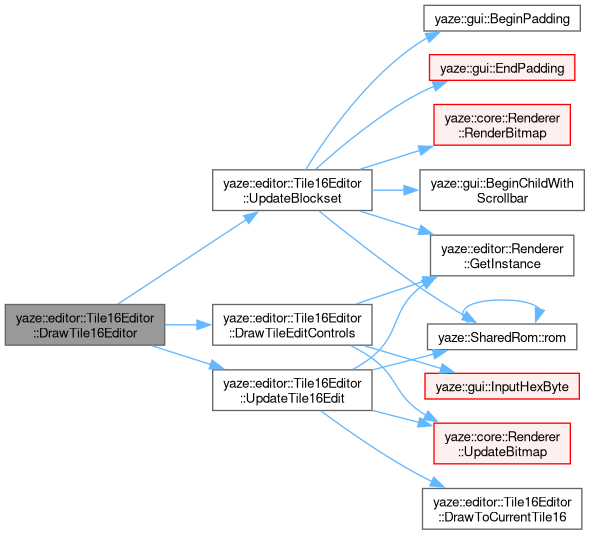 yaze::gui::BeginPadding
yaze::gui::EndPadding
yaze::core::Renderer
::RenderBitmap
yaze::editor::Tile16Editor
::UpdateBlockset
yaze::gui::BeginChildWith
Scrollbar
yaze::editor::Renderer
::GetInstance
yaze::editor::Tile16Editor
::DrawTile16Editor
yaze::editor::Tile16Editor
::DrawTileEditControls
yaze::SharedRom::rom
yaze::editor::Tile16Editor
::UpdateTile16Edit
yaze::gui::InputHexByte
yaze::core::Renderer
::UpdateBitmap
yaze::editor::Tile16Editor
::DrawToCurrentTile16